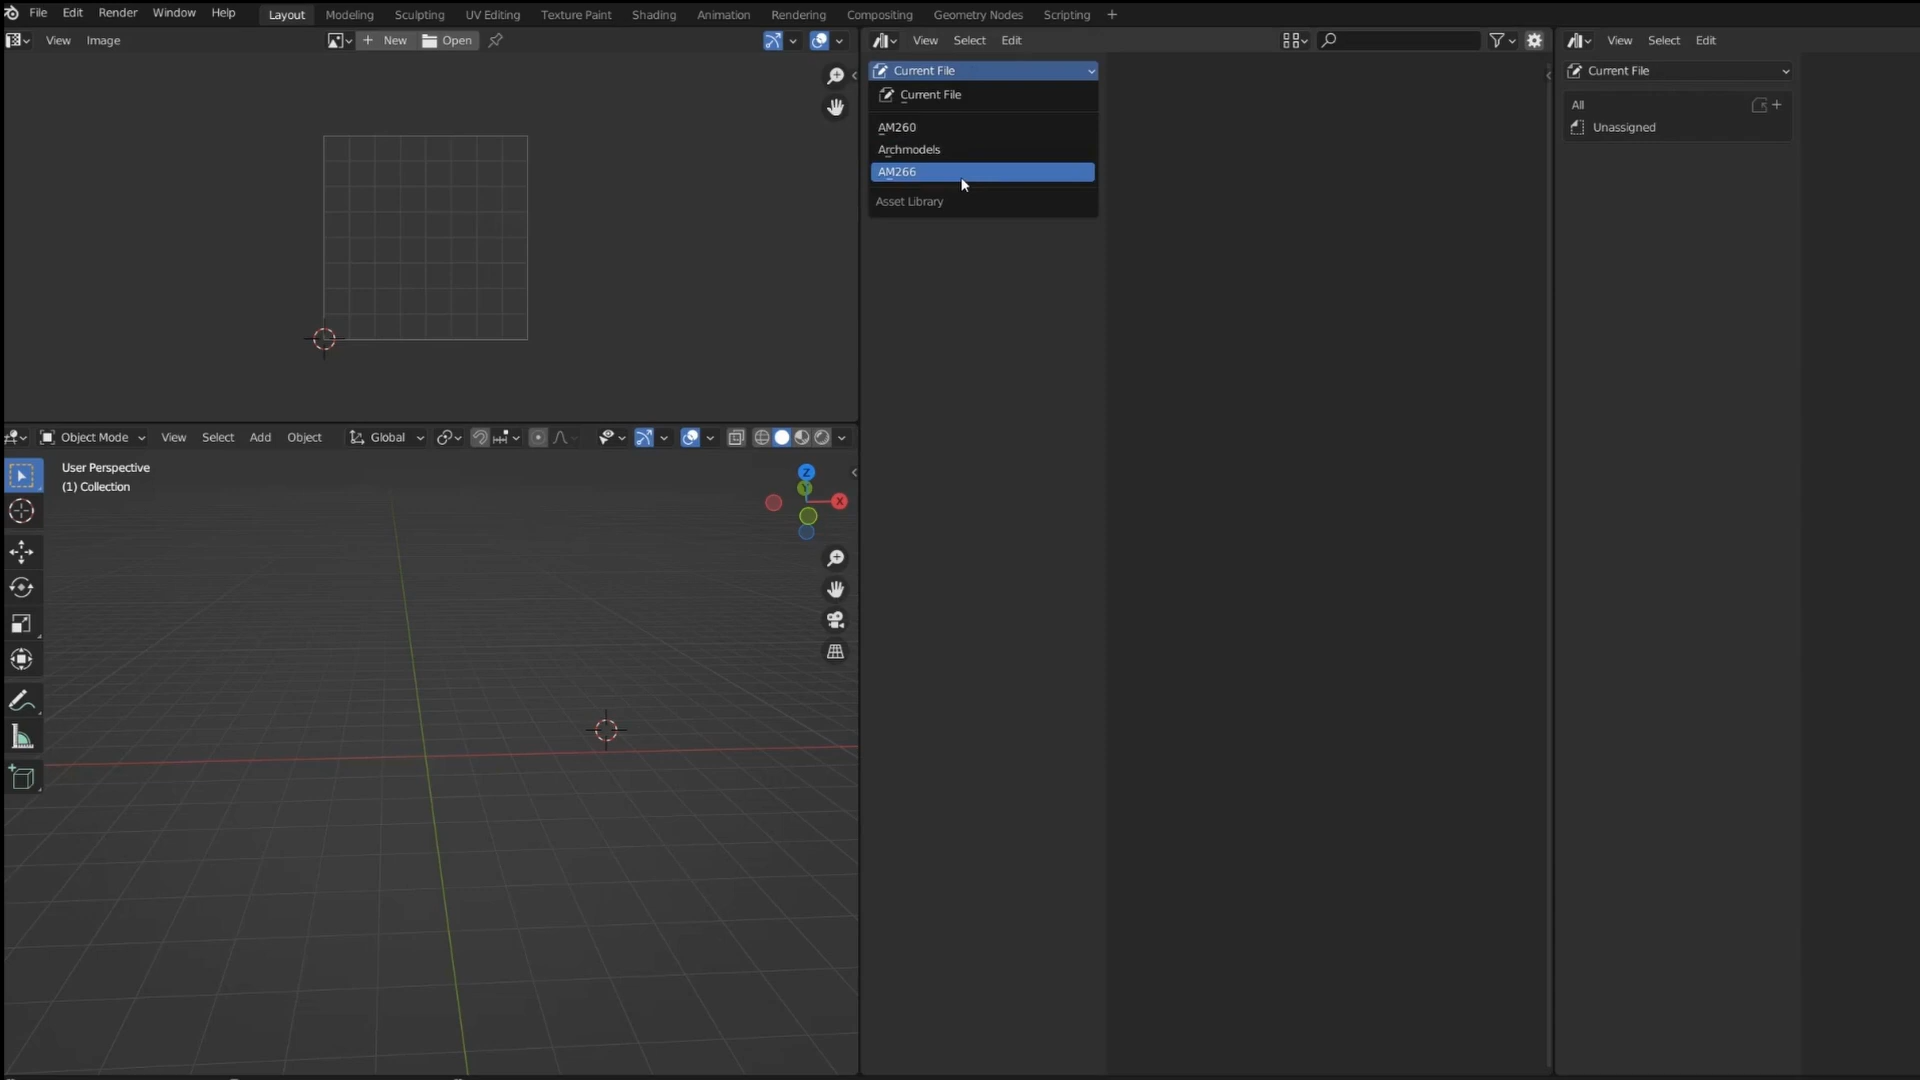 File Edit Render Window Help Layout Modeling Sculpting UV Editing Texture Paint Shading Animation Rendering Compositing Geometry Nodes Scripting
View Image New Open
View Select Edit
View Select Edit
Current File
Current File
AM260
Archmodels
AM266
Asset Library
Current File
All
Unassigned
Object Mode View Select Add Object Global
User Perspective
(1) Collection
Z
Y
X